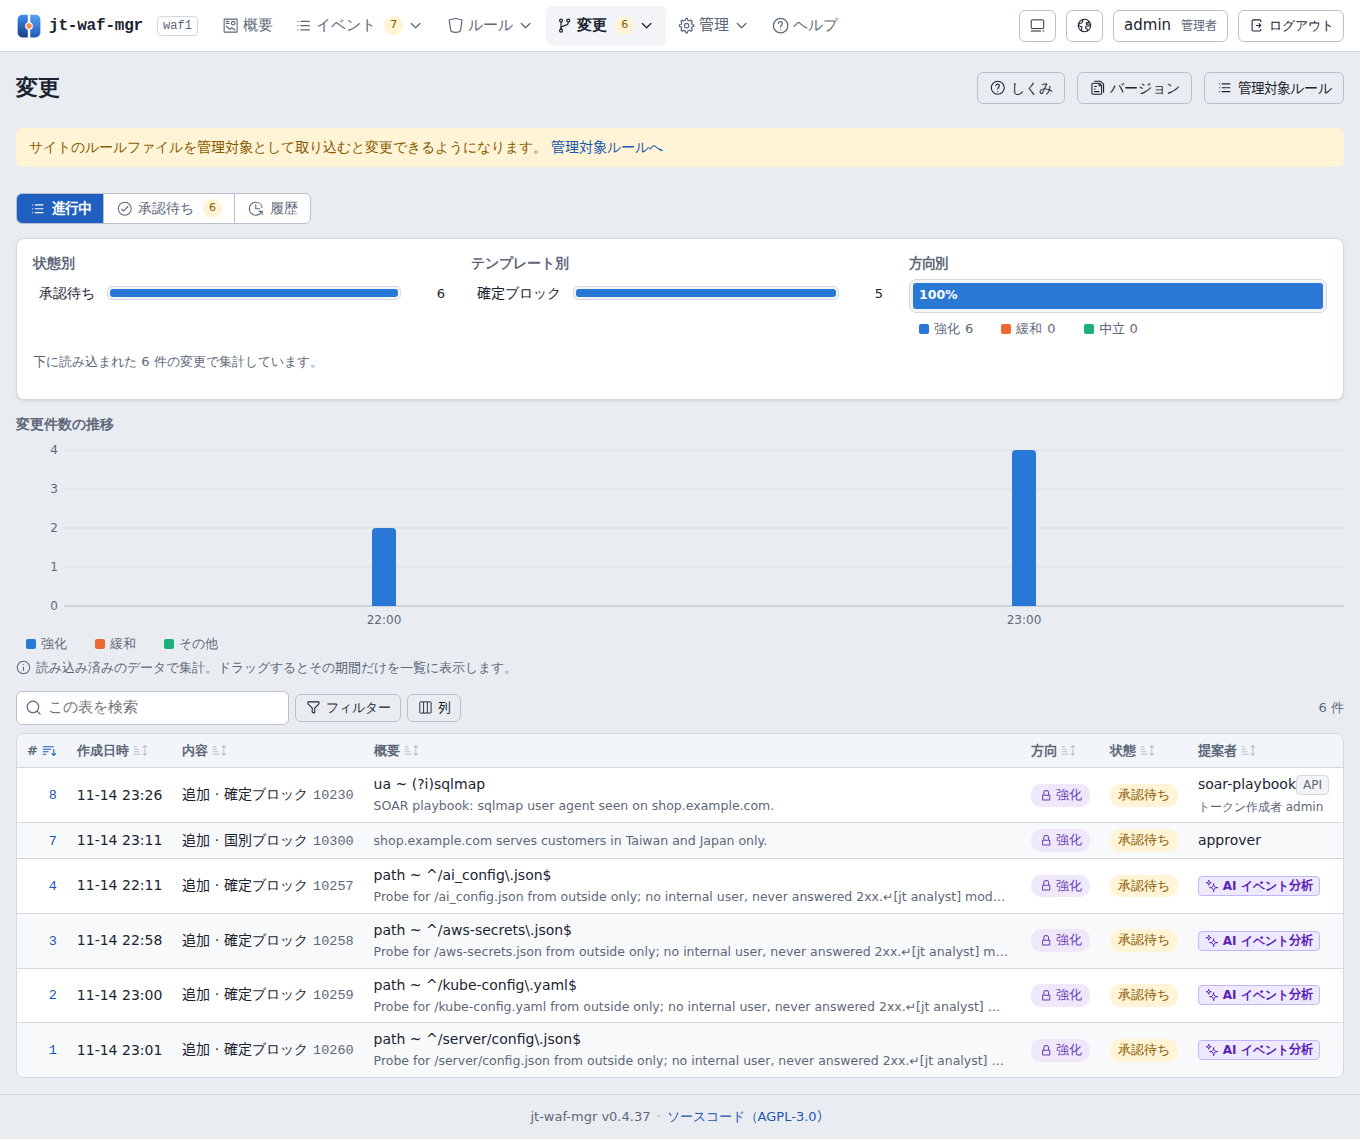 jt-waf-mgr waf1 概要 イベント 7 ルール 変更 6 管理 ヘルプ admin 管理者 ログアウト
変更 しくみ バージョン 管理対象ルール
サイトのルールファイルを管理対象として取り込むと変更できるようになります。 管理対象ルールへ
進行中 承認待ち 6 履歴
状態別 テンプレート別 方向別
承認待ち 6 確定ブロック 5 100%
強化 6 緩和 0 中立 0
下に読み込まれた 6 件の変更で集計しています。
変更件数の推移
4
3
2
1
0
22:00 23:00
強化 緩和 その他
読み込み済みのデータで集計。ドラッグするとその期間だけを一覧に表示します。
この表を検索 フィルター 列 6 件
# 作成日時 内容 概要 方向 状態 提案者
8 11-14 23:26 追加 · 確定ブロック 10230 ua ~ (?i)sqlmap 強化 承認待ち soar-playbook API
SOAR playbook: sqlmap user agent seen on shop.example.com. トークン作成者 admin
7 11-14 23:11 追加 · 国別ブロック 10300 shop.example.com serves customers in Taiwan and Japan only. 強化 承認待ち approver
4 11-14 22:11 追加 · 確定ブロック 10257 path ~ ^/ai_config\.json$ 強化 承認待ち AI イベント分析
Probe for /ai_config.json from outside only; no internal user, never answered 2xx.↵[jt analyst] mod…
3 11-14 22:58 追加 · 確定ブロック 10258 path ~ ^/aws-secrets\.json$ 強化 承認待ち AI イベント分析
Probe for /aws-secrets.json from outside only; no internal user, never answered 2xx.↵[jt analyst] m…
2 11-14 23:00 追加 · 確定ブロック 10259 path ~ ^/kube-config\.yaml$ 強化 承認待ち AI イベント分析
Probe for /kube-config.yaml from outside only; no internal user, never answered 2xx.↵[jt analyst] …
1 11-14 23:01 追加 · 確定ブロック 10260 path ~ ^/server/config\.json$ 強化 承認待ち AI イベント分析
Probe for /server/config.json from outside only; no internal user, never answered 2xx.↵[jt analyst] …
jt-waf-mgr v0.4.37 · ソースコード（AGPL-3.0）